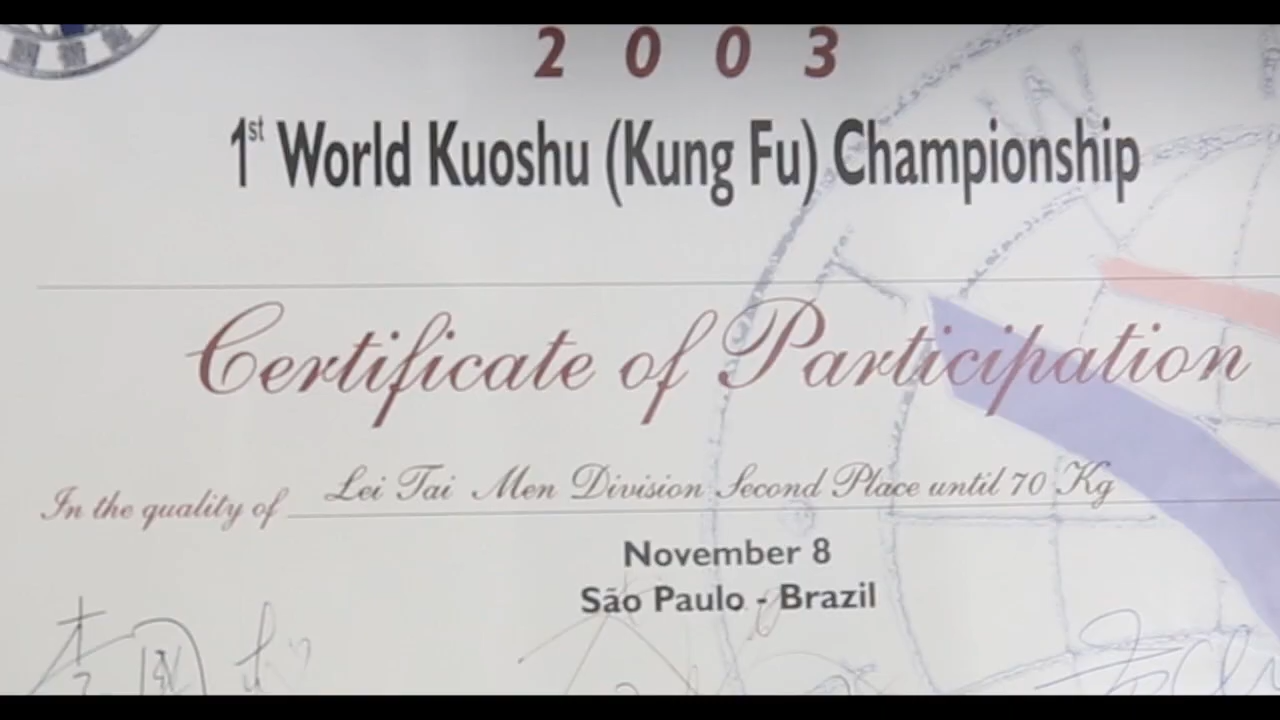 2003
1st World Kuoshu (Kung Fu) Championship
Certificate of Participation
In the quality of Lei Tai Men Division Second Place until 70 Kg
November 8
São Paulo - Brazil